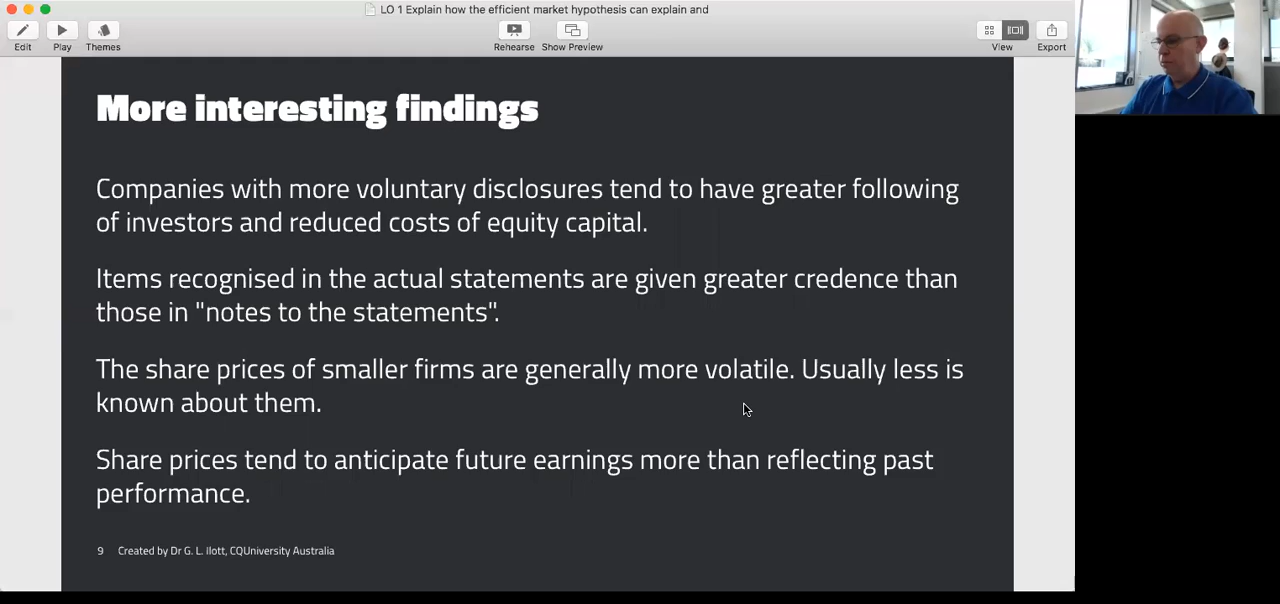 LO 1 Explain how the efficient market hypothesis can explain and
Edit
Play
Themes
Rehearse
Show Preview
View
Export
More interesting findings
Companies with more voluntary disclosures tend to have greater following
of investors and reduced costs of equity capital.
Items recognised in the actual statements are given greater credence than
those in "notes to the statements".
The share prices of smaller firms are generally more volatile. Usually less is
known about them.
Share prices tend to anticipate future earnings more than reflecting past
performance.
9 Created by Dr G. L. Ilott, CQUniversity Australia